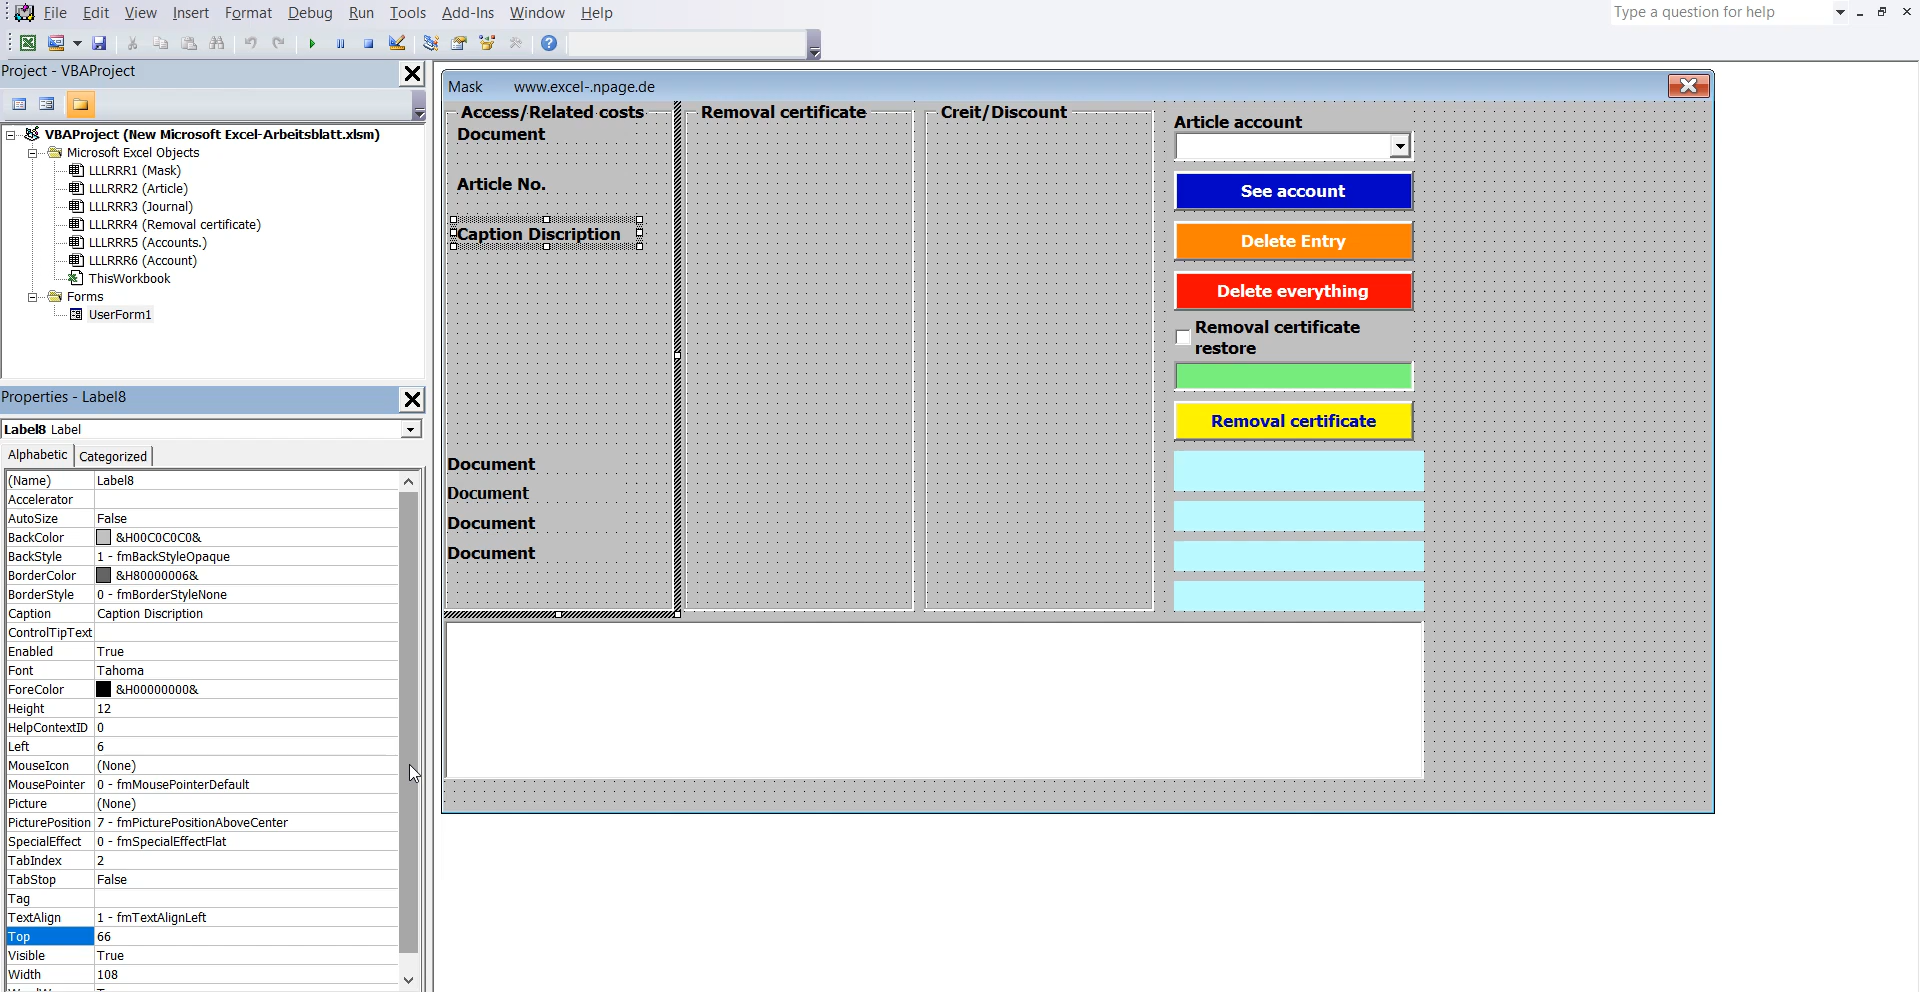 File Edit View Insert Format Debug Run Tools Add-Ins Window Help
Type a question for help
Project - VBAProject
VBAProject (New Microsoft Excel-Arbeitsblatt.xlsm)
Microsoft Excel Objects
LLLRRR1 (Mask)
LLLRRR2 (Article)
LLLRRR3 (Journal)
LLLRRR4 (Removal certificate)
LLLRRR5 (Accounts.)
LLLRRR6 (Account)
ThisWorkbook
Forms
UserForm1
Properties - Label8
Label8 Label
Alphabetic Categorized
(Name) Label8
Accelerator
AutoSize False
BackColor &H00C0C0C0&
BackStyle 1 - fmBackStyleOpaque
BorderColor &H80000006&
BorderStyle 0 - fmBorderStyleNone
Caption Caption Discription
ControlTipText
Enabled True
Font Tahoma
ForeColor &H00000000&
Height 12
HelpContextID 0
Left 6
MouseIcon (None)
MousePointer 0 - fmMousePointerDefault
Picture (None)
PicturePosition 7 - fmPicturePositionAboveCenter
SpecialEffect 0 - fmSpecialEffectFlat
TabIndex 2
TabStop False
Tag
TextAlign 1 - fmTextAlignLeft
Top 66
Visible True
Width 108
Mask www.excel-.npage.de
Access/Related costs
Document
Article No.
Caption Discription
Document
Document
Document
Document
Removal certificate
Creit/Discount
Article account
See account
Delete Entry
Delete everything
Removal certificate
restore
Removal certificate